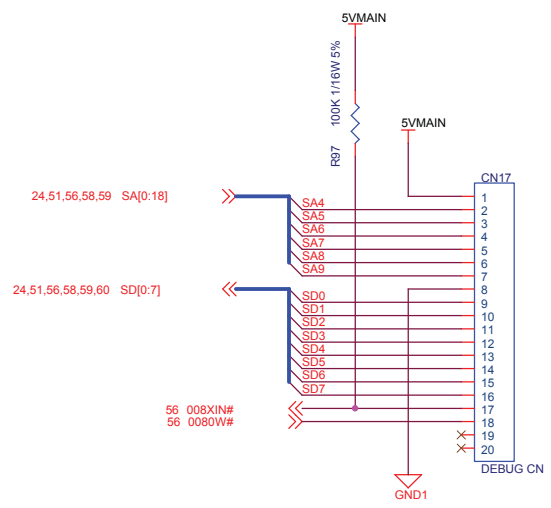 5VMAIN
100K 1/16W 5%
R97
5VMAIN
CN17
24,51,56,58,59 SA[0:18]
SA4
SA5
SA6
SA7
SA8
SA9
24,51,56,58,59,60 SD[0:7]
SD0
SD1
SD2
SD3
SD4
SD5
SD6
SD7
56 008XIN#
56 0080W#
1
2
3
4
5
6
7
8
9
10
11
12
13
14
15
16
17
18
19
20
DEBUG CN
GND1